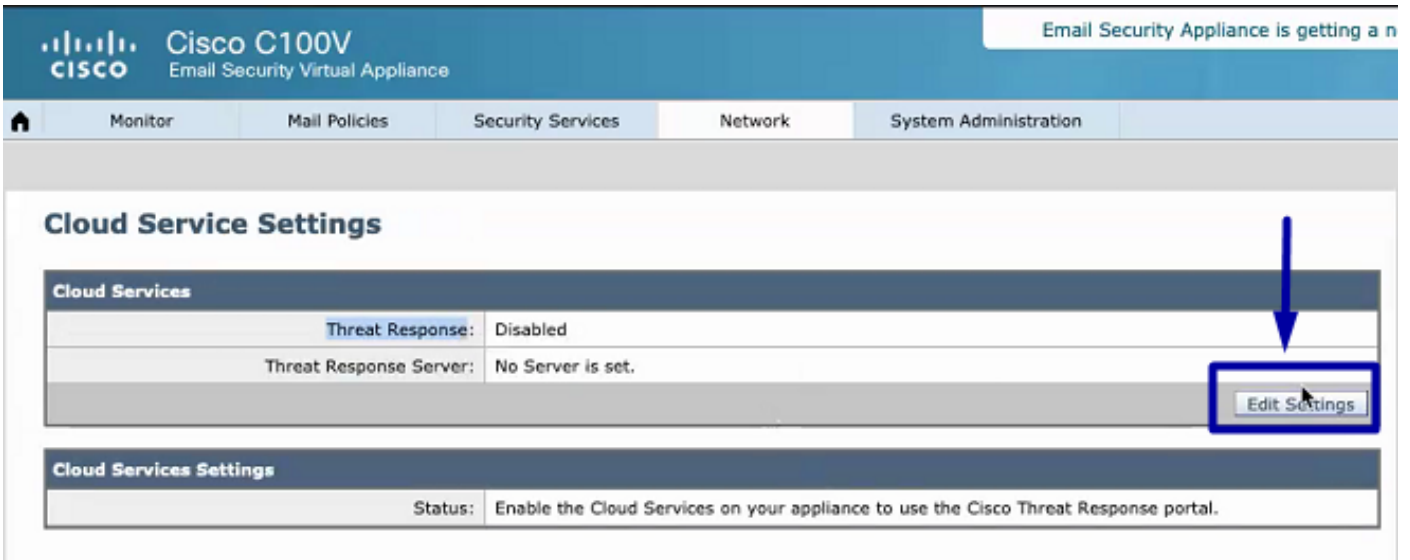 Email Security Appliance is getting a n
CISCO
Cisco C100V
Email Security Virtual Appliance
Monitor Mail Policies Security Services Network System Administration
Cloud Service Settings
Cloud Services
Threat Response: Disabled
Threat Response Server: No Server is set.
Edit Settings
Cloud Services Settings
Status: Enable the Cloud Services on your appliance to use the Cisco Threat Response portal.